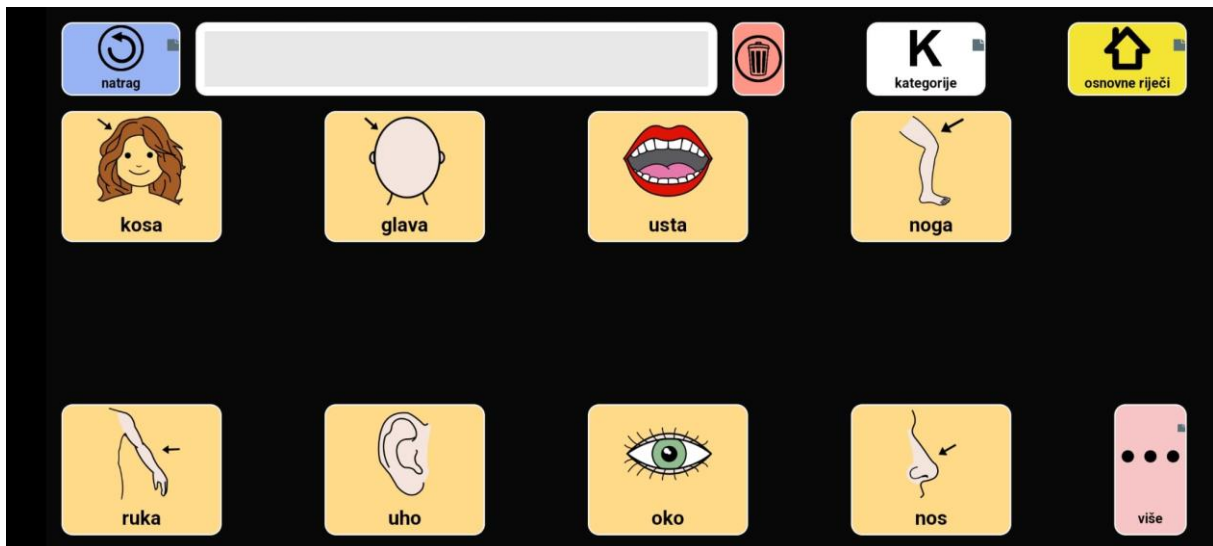 natrag
K
kategorije
osnovne riječi
kosa
glava
usta
noga
ruka
uho
oko
nos
više